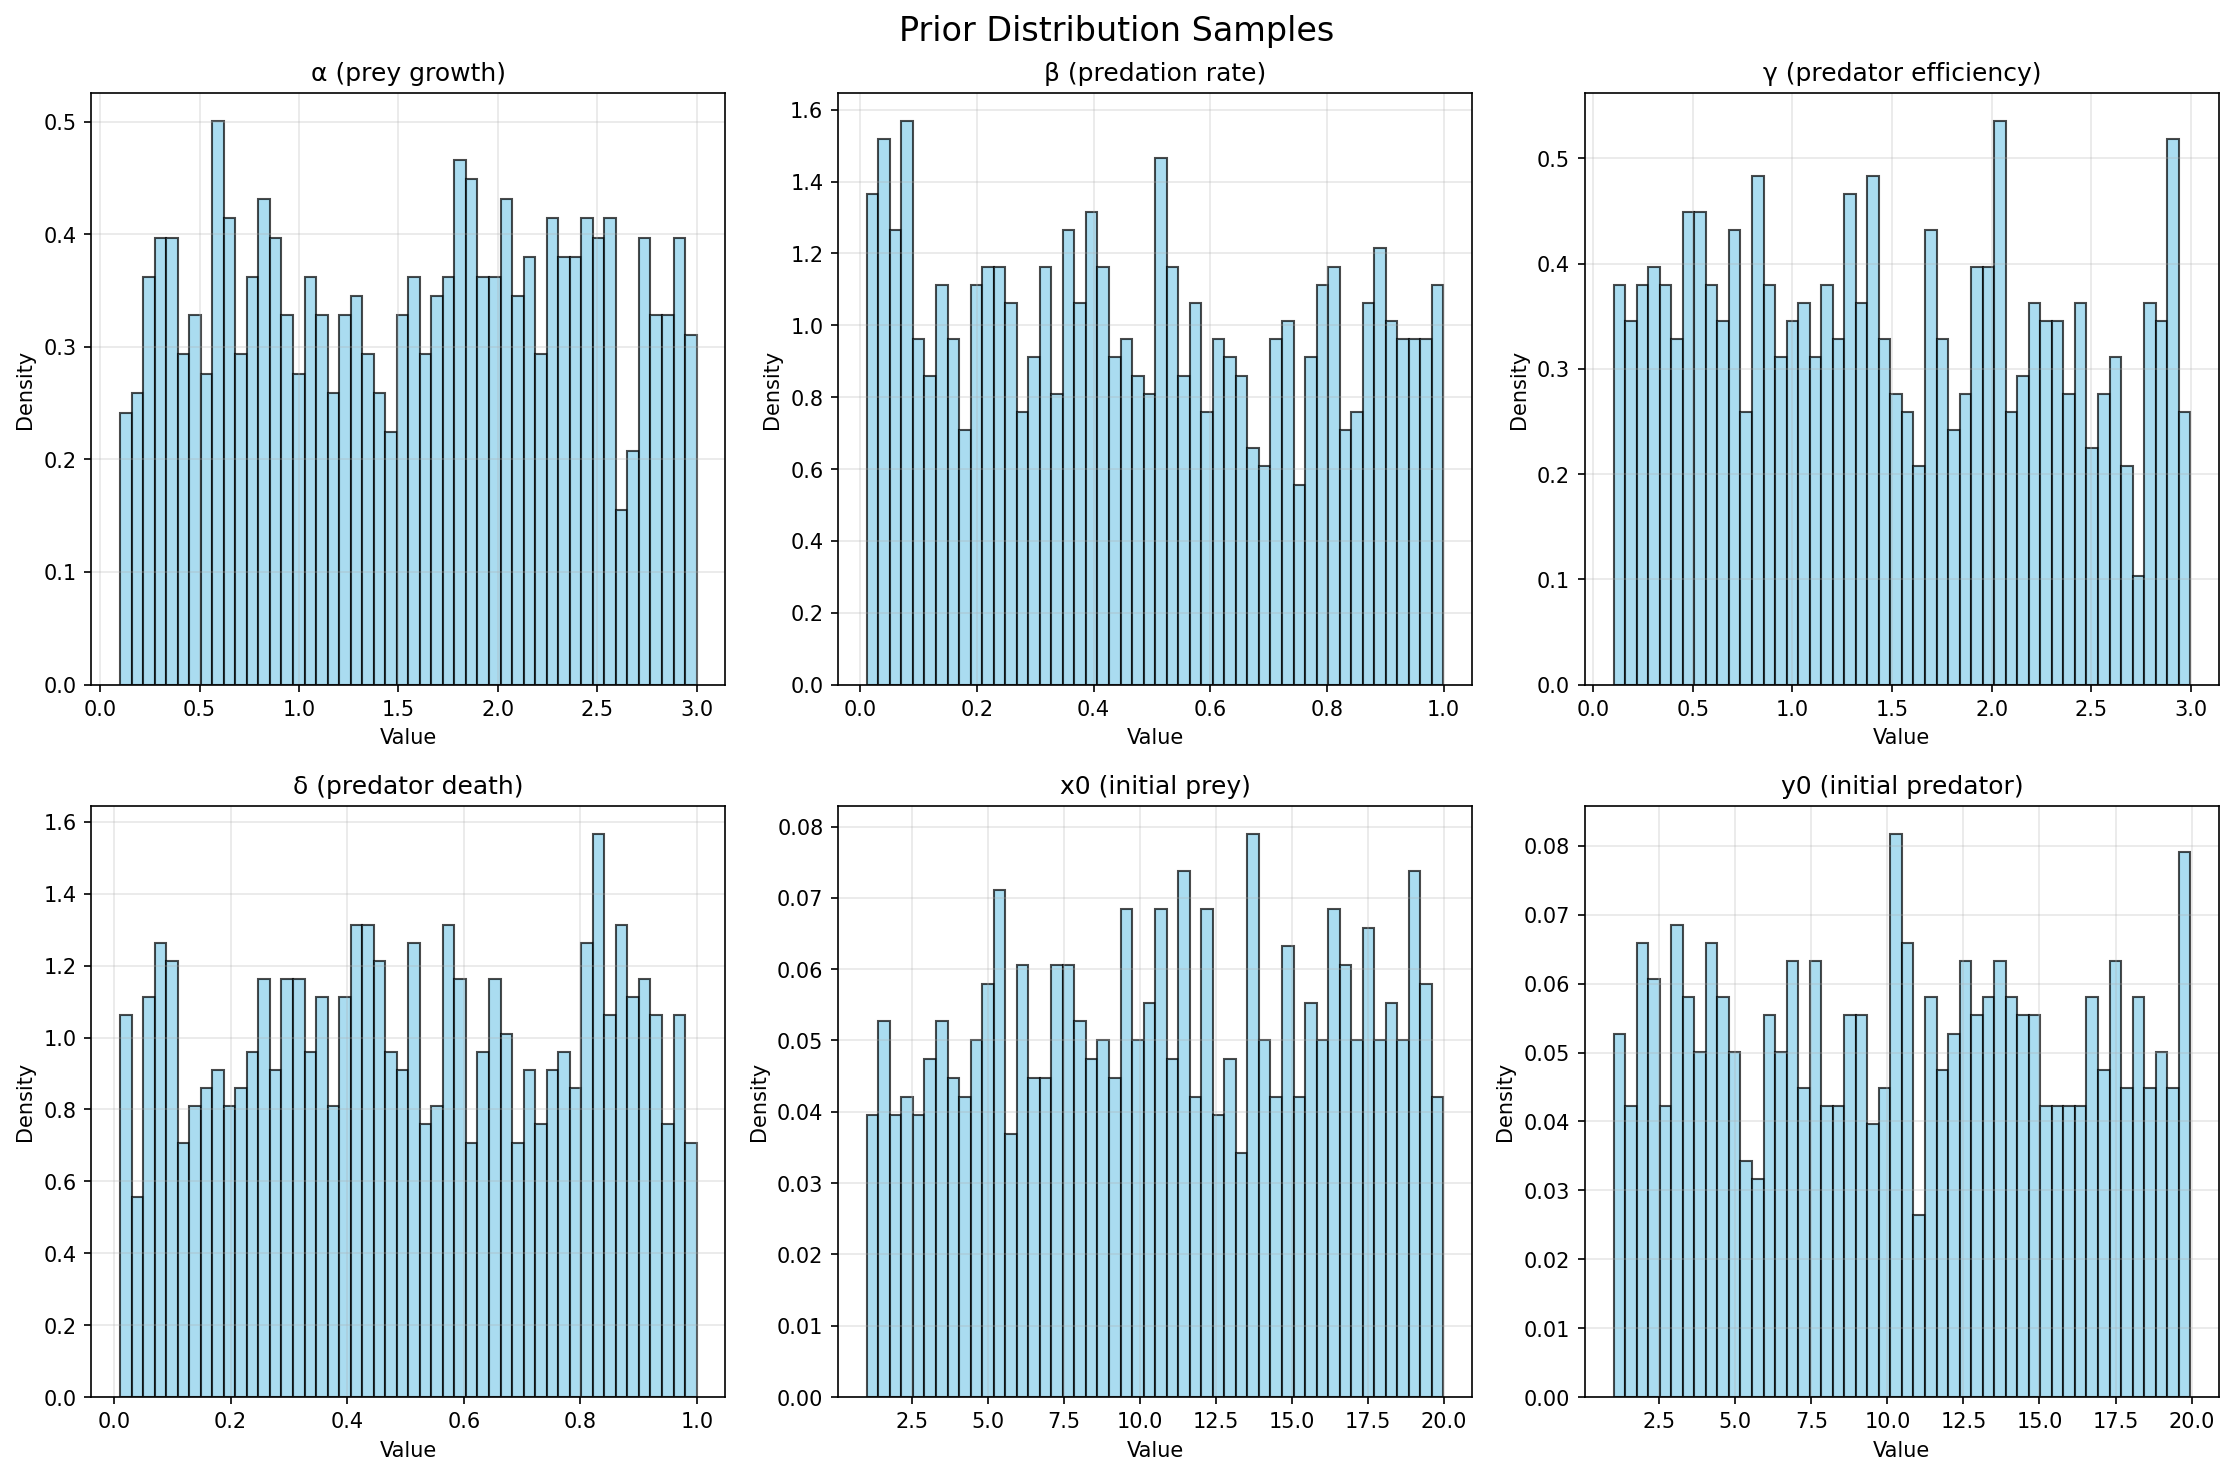 Prior Distribution Samples
α (prey growth)
Density
0.5
0.4
0.3
0.2
0.1
0.0
0.0 0.5 1.0 1.5 2.0 2.5 3.0
Value
β (predation rate)
Density
1.6
1.4
1.2
1.0
0.8
0.6
0.4
0.2
0.0
0.0 0.2 0.4 0.6 0.8 1.0
Value
γ (predator efficiency)
Density
0.5
0.4
0.3
0.2
0.1
0.0
0.0 0.5 1.0 1.5 2.0 2.5 3.0
Value
δ (predator death)
Density
1.6
1.4
1.2
1.0
0.8
0.6
0.4
0.2
0.0
0.0 0.2 0.4 0.6 0.8 1.0
Value
x0 (initial prey)
Density
0.08
0.07
0.06
0.05
0.04
0.03
0.02
0.01
0.00
2.5 5.0 7.5 10.0 12.5 15.0 17.5 20.0
Value
y0 (initial predator)
Density
0.08
0.07
0.06
0.05
0.04
0.03
0.02
0.01
0.00
2.5 5.0 7.5 10.0 12.5 15.0 17.5 20.0
Value